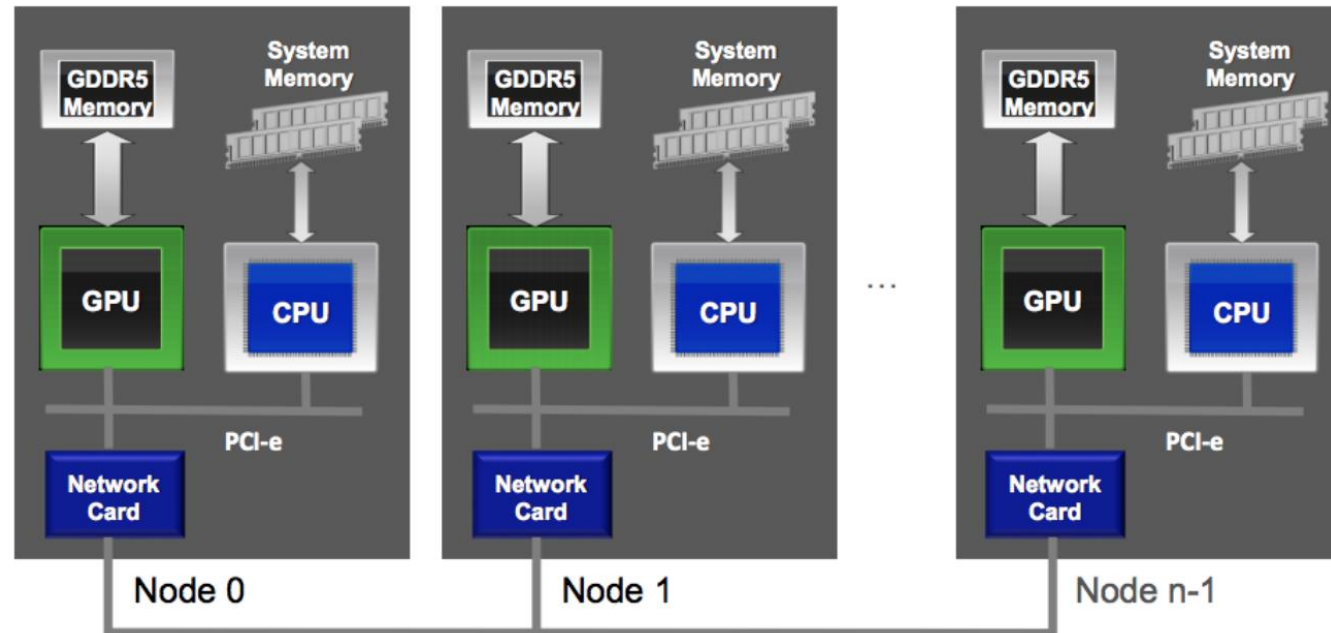 GDDR5
Memory
System
Memory
GPU
CPU
PCI-e
Network
Card
Node 0
GDDR5
Memory
System
Memory
GPU
CPU
PCI-e
Network
Card
Node 1
...
GDDR5
Memory
System
Memory
GPU
CPU
PCI-e
Network
Card
Node n-1